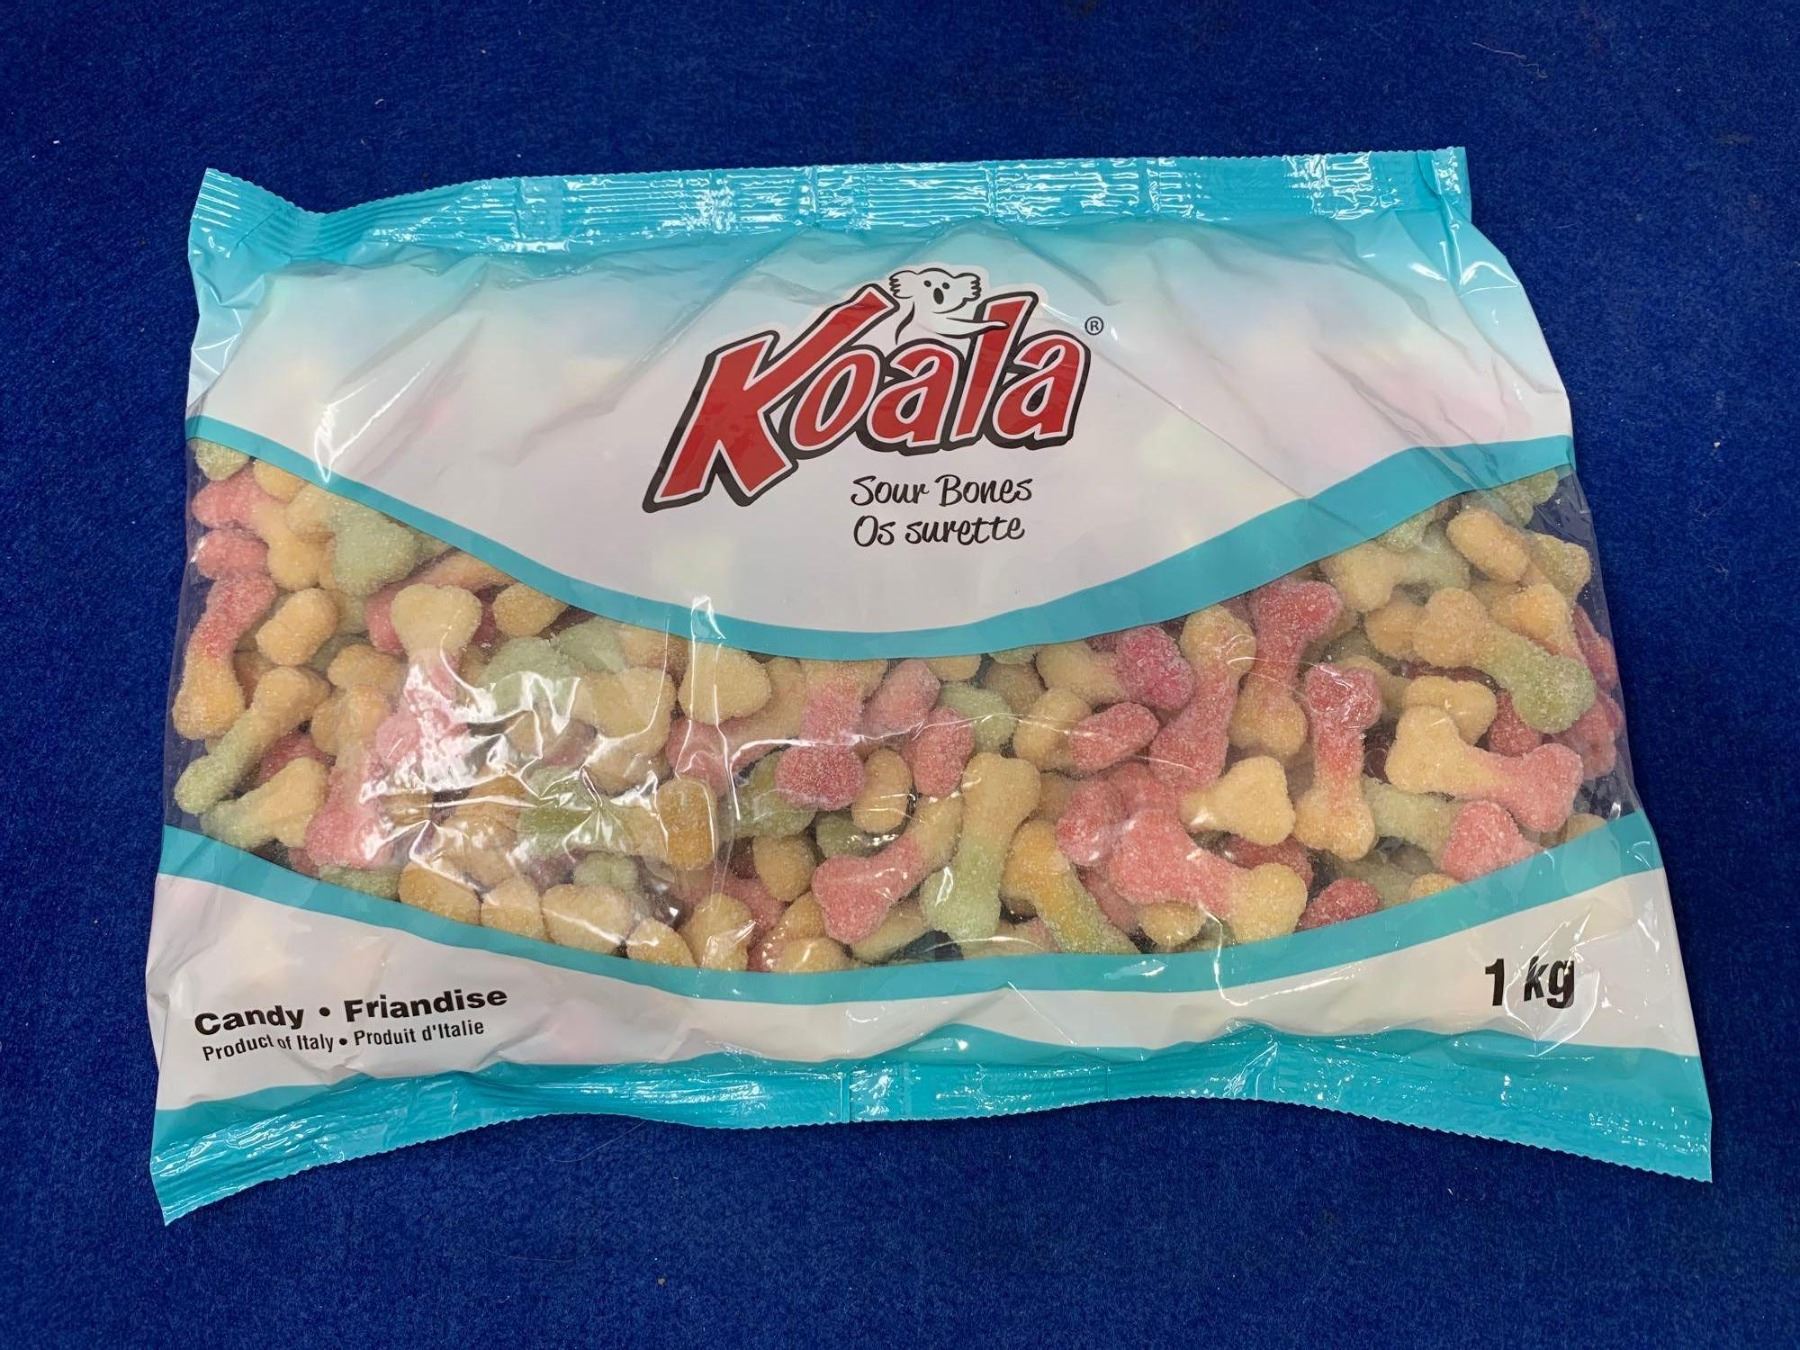 Koala®
Sour Bones
Os surette
Candy • Friandise
Product of Italy • Produit d'Italie
1 kg